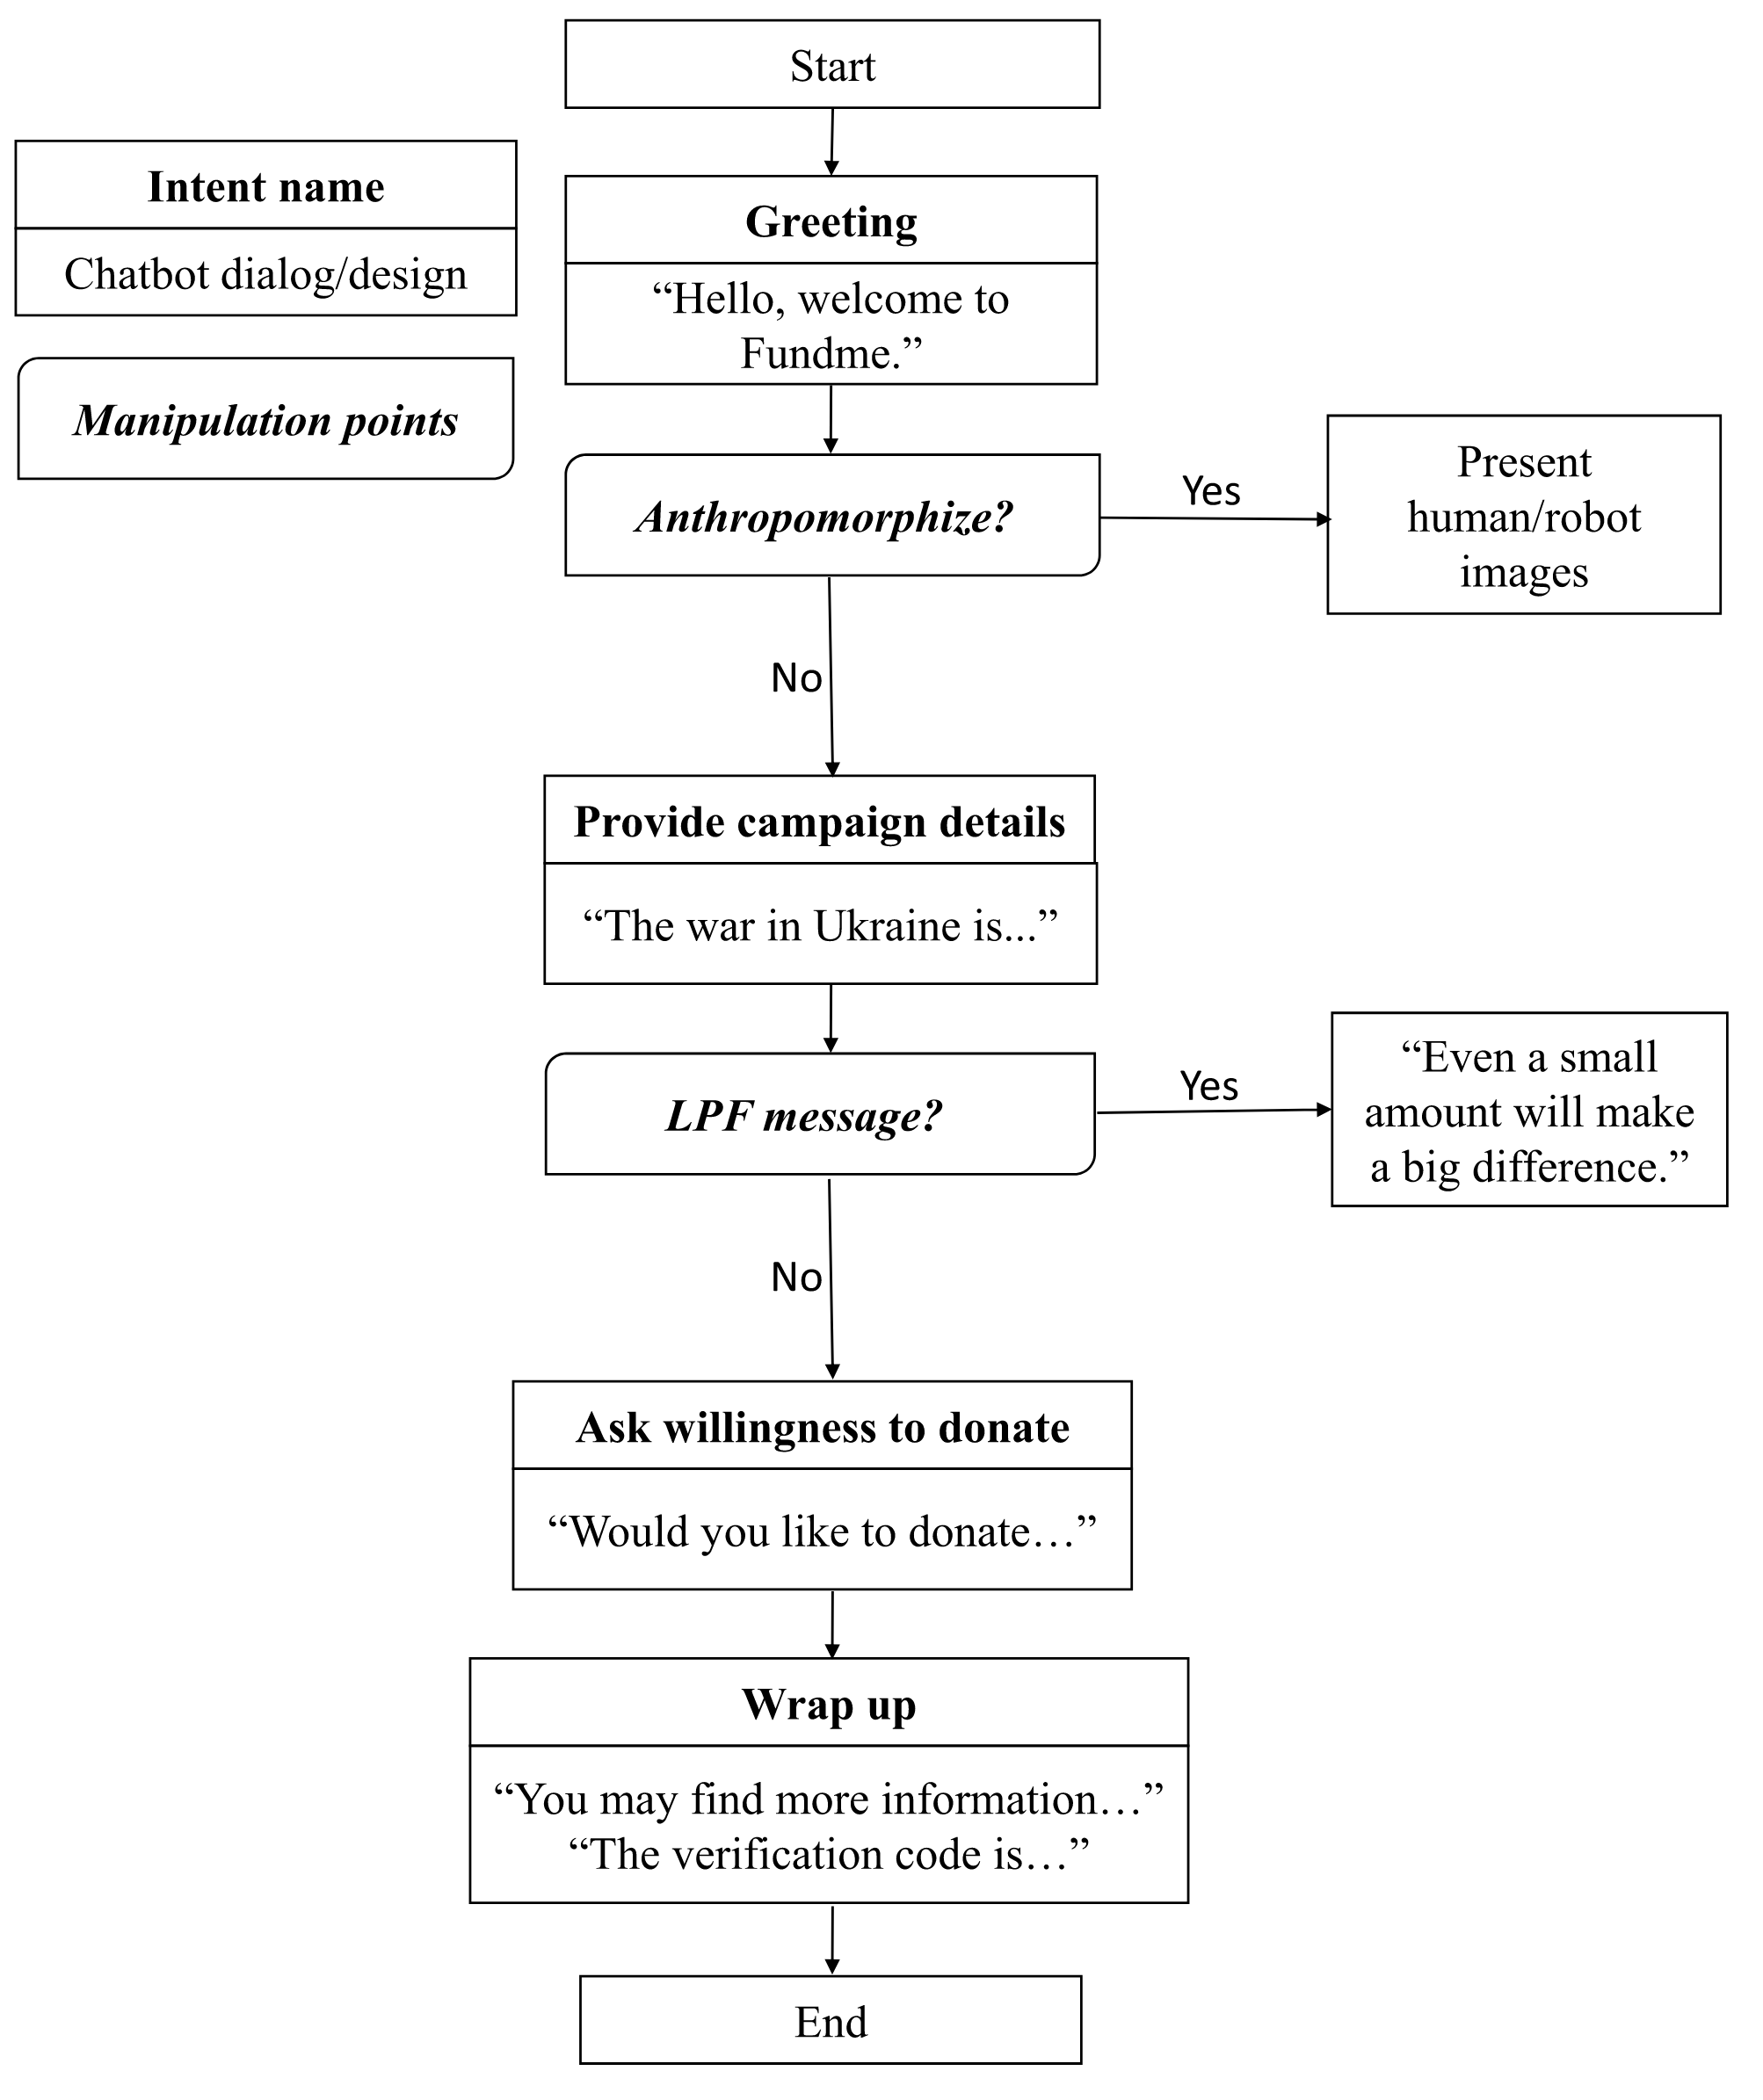 Start
Intent name
Chatbot dialog/design
Manipulation points
Greeting
“Hello, welcome to
Fundme.”
Anthropomorphize?
Yes
Present
human/robot
images
No
Provide campaign details
“The war in Ukraine is...”
LPF message?
Yes
“Even a small
amount will make
a big difference.”
No
Ask willingness to donate
“Would you like to donate…”
Wrap up
“You may find more information…”
“The verification code is…”
End